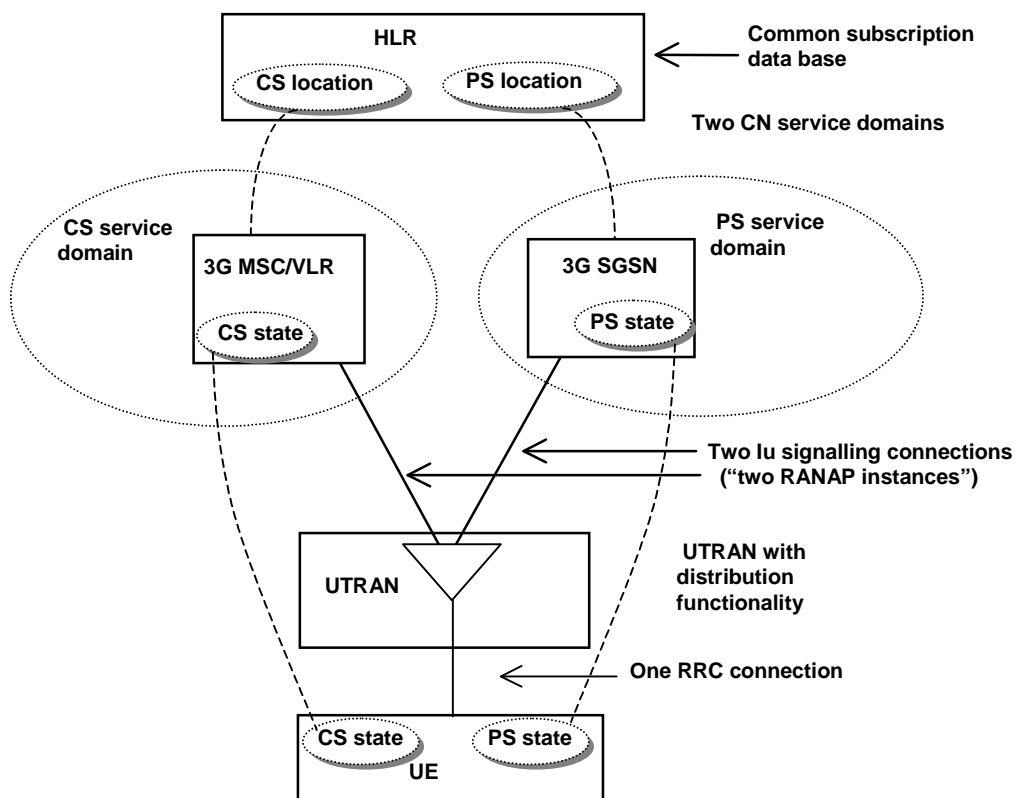 HLR
Common subscription
data base
CS location
PS location
Two CN service domains
CS service
domain
PS service
domain
3G MSC/VLR
3G SGSN
CS state
PS state
Two Iu signalling connections
(“two RANAP instances”)
UTRAN
UTRAN with
distribution
functionality
One RRC connection
CS state
PS state
UE